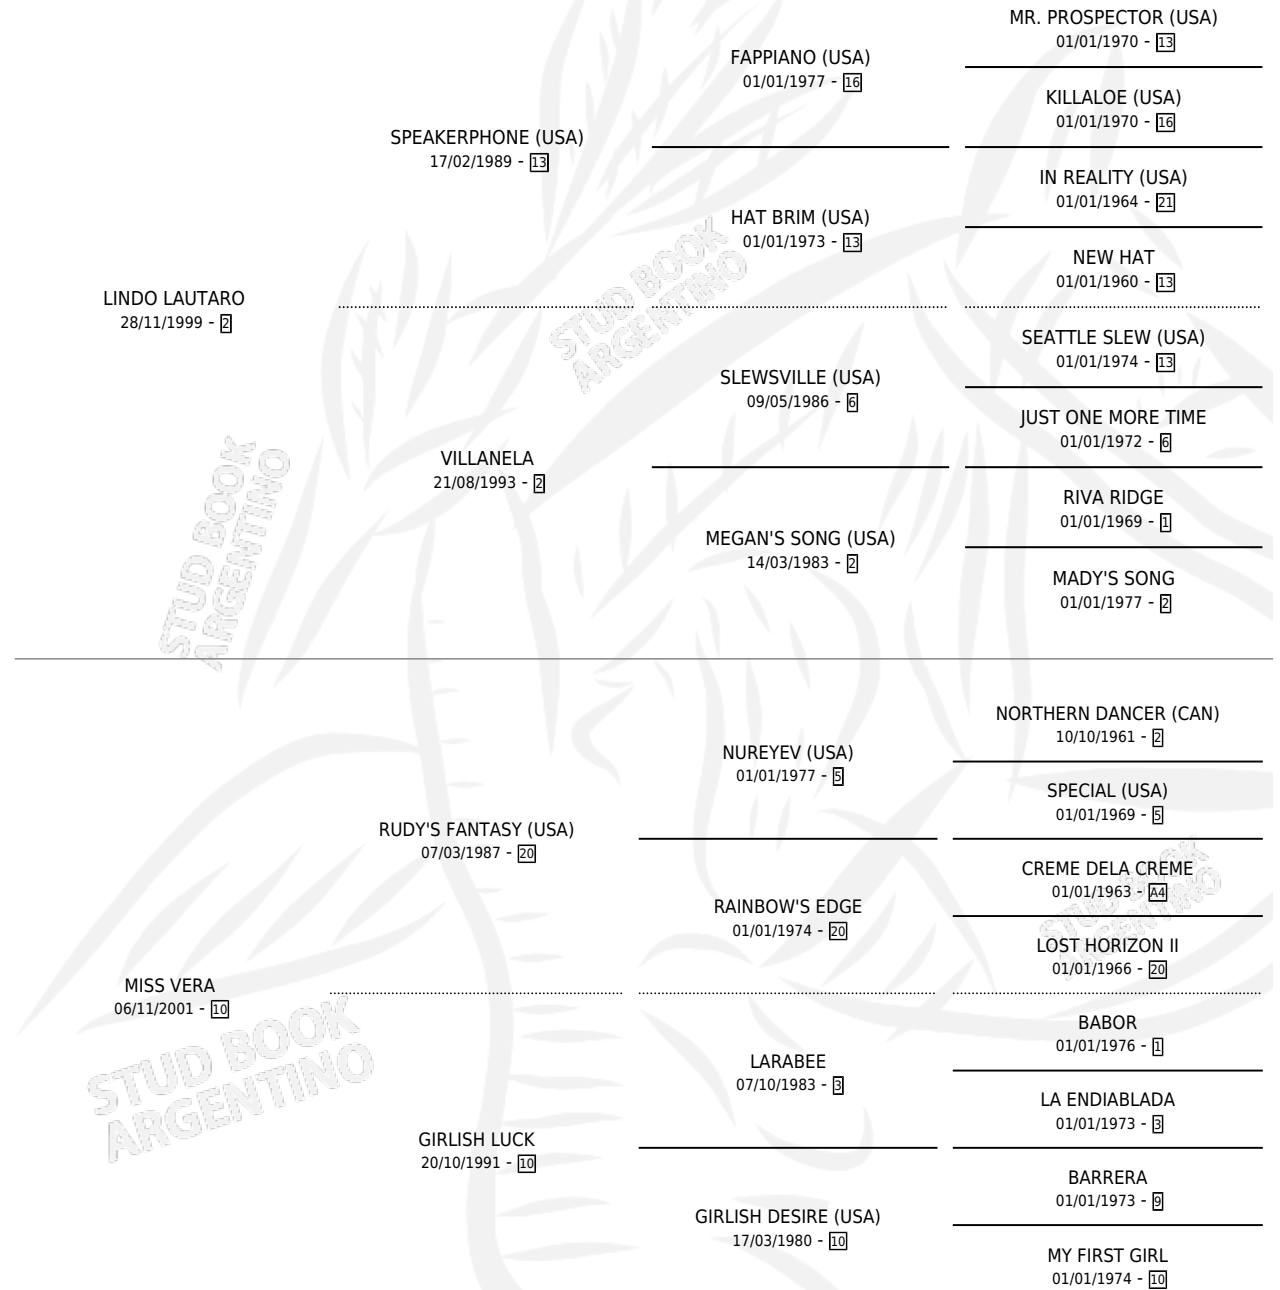 MR. PROSPECTOR (USA)
01/01/1970 - 13
FAPPIANO (USA)
01/01/1977 - 16
KILLALOE (USA)
01/01/1970 - 16
SPEAKERPHONE (USA)
17/02/1989 - 13
IN REALITY (USA)
01/01/1964 - 21
HAT BRIM (USA)
01/01/1973 - 13
NEW HAT
01/01/1960 - 13
LINDO LAUTARO
28/11/1999 - 2
SEATTLE SLEW (USA)
01/01/1974 - 13
SLEWSVILLE (USA)
09/05/1986 - 6
JUST ONE MORE TIME
01/01/1972 - 6
VILLANELA
21/08/1993 - 2
RIVA RIDGE
01/01/1969 - 1
MEGAN'S SONG (USA)
14/03/1983 - 2
MADY'S SONG
01/01/1977 - 2
NORTHERN DANCER (CAN)
10/10/1961 - 2
NUREYEV (USA)
01/01/1977 - 5
SPECIAL (USA)
01/01/1969 - 5
RUDY'S FANTASY (USA)
07/03/1987 - 20
CREME DELA CREME
01/01/1963 - A4
RAINBOW'S EDGE
01/01/1974 - 20
LOST HORIZON II
01/01/1966 - 20
MISS VERA
06/11/2001 - 10
BABOR
01/01/1976 - 1
LARABEE
07/10/1983 - 3
LA ENDIABLADA
01/01/1973 - 3
GIRLISH LUCK
20/10/1991 - 10
BARRERA
01/01/1973 - 9
GIRLISH DESIRE (USA)
17/03/1980 - 10
MY FIRST GIRL
01/01/1974 - 10
STUD BOOK
ARGENTINO
STUD BOOK
ARGENTINO
STUD BOOK
ARGENTINO
STUD BOOK
ARGENTINO